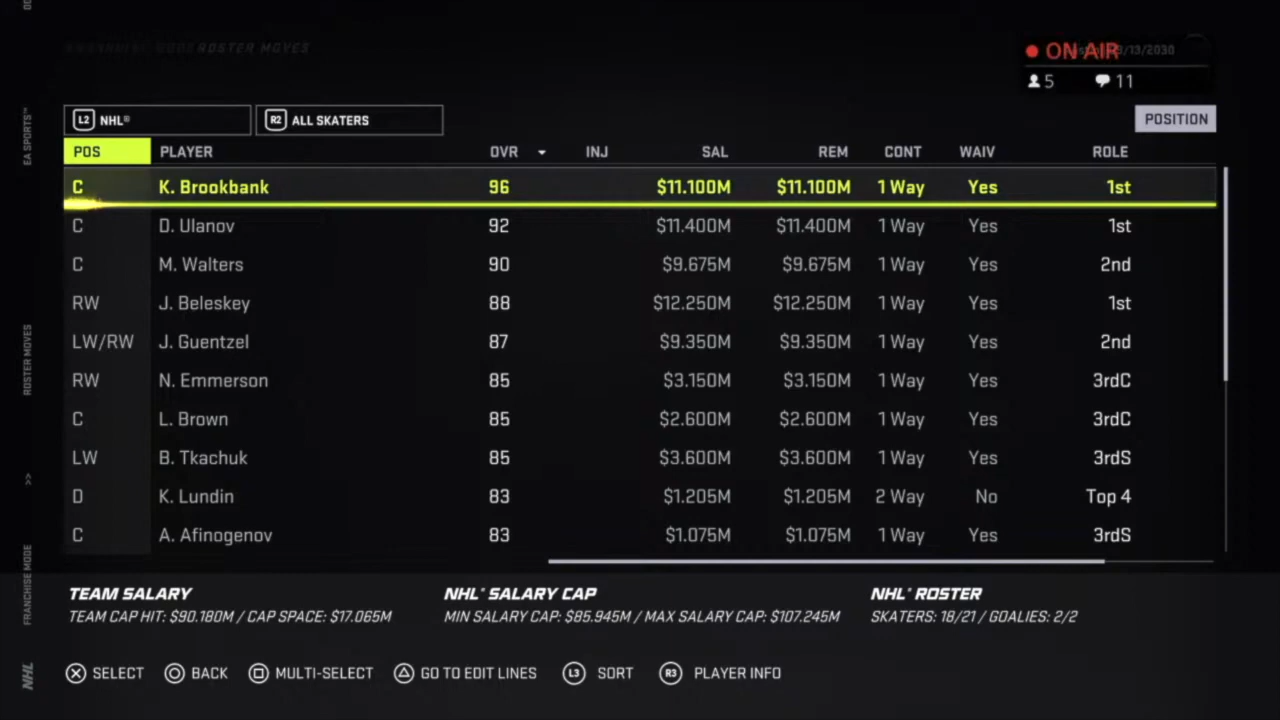 ROSTER MOVES
ON AIR
/13/2030
5 11
L2 NHL® R2 ALL SKATERS
POSITION
POS PLAYER OVR INJ SAL REM CONT WAIV ROLE
C K. Brookbank 96 $11.100M $11.100M 1 Way Yes 1st
C D. Ulanov 92 $11.400M $11.400M 1 Way Yes 1st
C M. Walters 90 $9.675M $9.675M 1 Way Yes 2nd
RW J. Beleskey 88 $12.250M $12.250M 1 Way Yes 1st
LW/RW J. Guentzel 87 $9.350M $9.350M 1 Way Yes 2nd
RW N. Emmerson 85 $3.150M $3.150M 1 Way Yes 3rdC
C L. Brown 85 $2.600M $2.600M 1 Way Yes 3rdC
LW B. Tkachuk 85 $3.600M $3.600M 1 Way Yes 3rdS
D K. Lundin 83 $1.205M $1.205M 2 Way No Top 4
C A. Afinogenov 83 $1.075M $1.075M 1 Way Yes 3rdS
TEAM SALARY NHL® SALARY CAP NHL® ROSTER
TEAM CAP HIT: $90.180M / CAP SPACE: $17.065M MIN SALARY CAP: $85.945M / MAX SALARY CAP: $107.245M SKATERS: 18/21 / GOALIES: 2/2
SELECT BACK MULTI-SELECT GO TO EDIT LINES L3 SORT R3 PLAYER INFO
EA SPORTS™
ROSTER MOVES
>>
FRANCHISE MODE
NHL